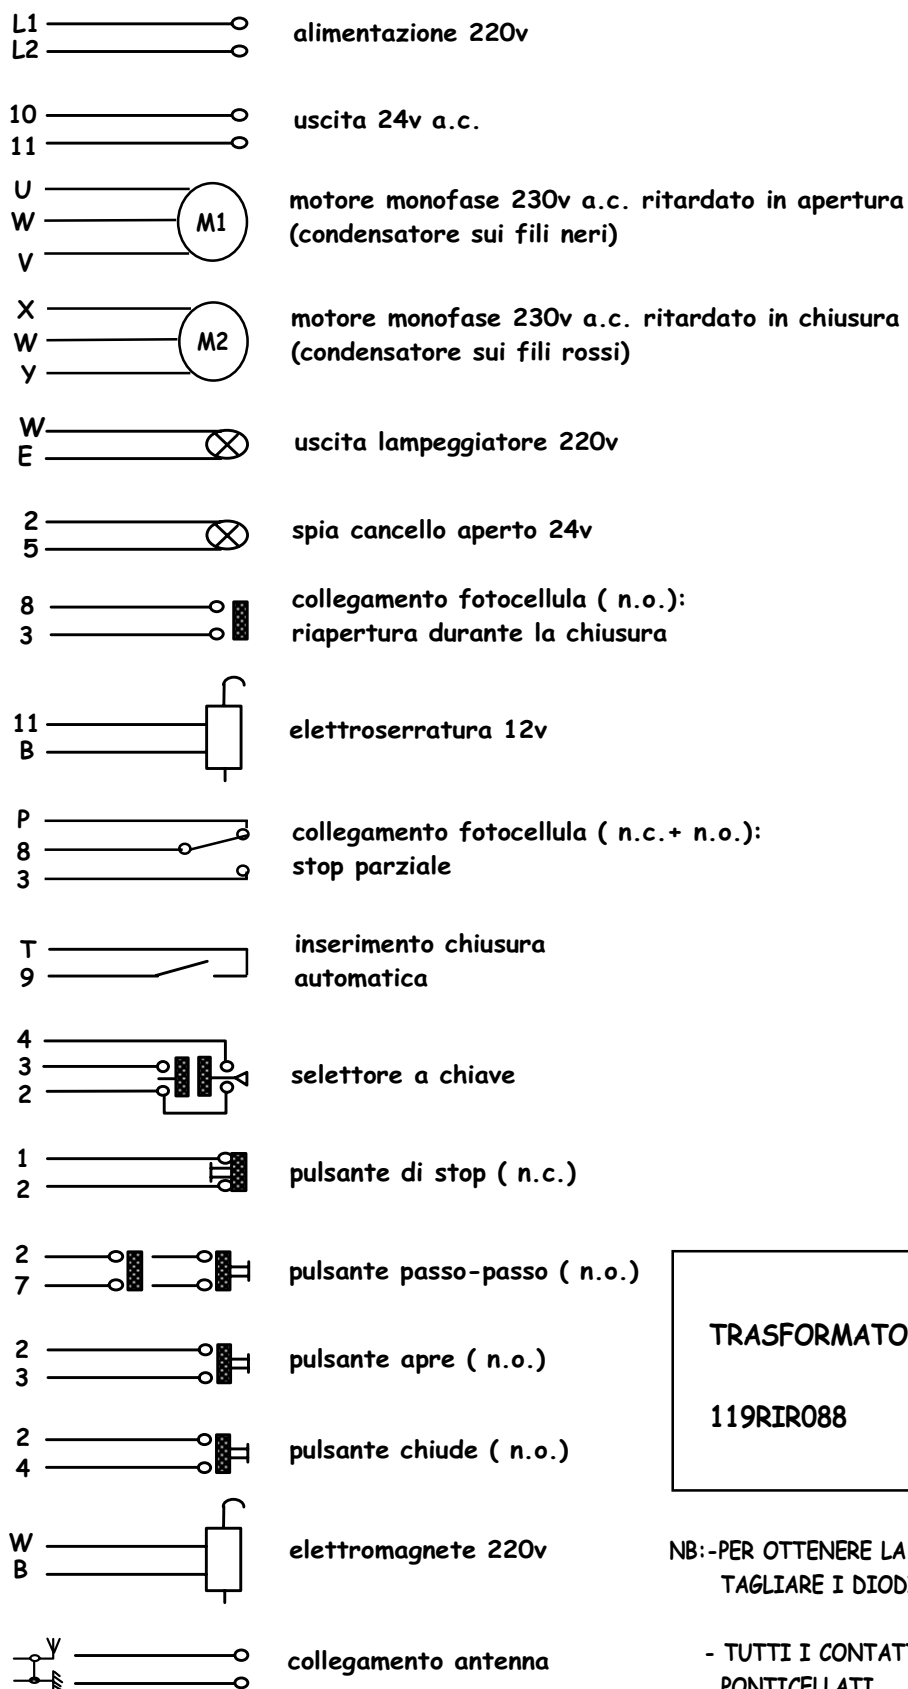 L1
L2
alimentazione 220v
10
11
uscita 24v a.c.
U
W
V
M1
motore monofase 230v a.c. ritardato in apertura
(condensatore sui fili neri)
X
W
Y
M2
motore monofase 230v a.c. ritardato in chiusura
(condensatore sui fili rossi)
W
E
uscita lampeggiatore 220v
2
5
spia cancello aperto 24v
8
3
collegamento fotocellula ( n.o.):
riapertura durante la chiusura
11
B
elettroserratura 12v
P
8
3
collegamento fotocellula ( n.c.+ n.o.):
stop parziale
T
9
inserimento chiusura
automatica
4
3
2
selettore a chiave
1
2
pulsante di stop ( n.c.)
2
7
pulsante passo-passo ( n.o.)
2
3
pulsante apre ( n.o.)
2
4
pulsante chiude ( n.o.)
W
B
elettromagnete 220v
collegamento antenna
TRASFORMATO
119RIR088
NB:-PER OTTENERE LA
TAGLIARE I DIOD
- TUTTI I CONTATT
PONTICELLATI